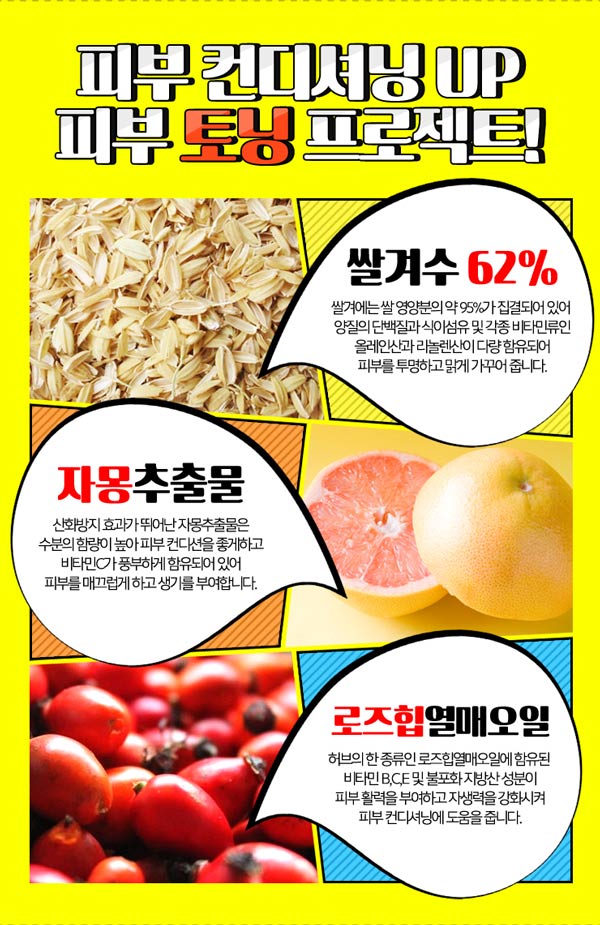 피부 컨디셔닝 UP
피부 토닝 프로젝트!
쌀겨수 62%
쌀겨에는 쌀 영양분의 약 95%가 집결되어 있어
양질의 단백질과 식이섬유 및 각종 비타민류인
올레인산과 리놀렌산이 다량 함유되어
피부를 투명하고 맑게 가꾸어 줍니다.
자몽추출물
산화방지 효과가 뛰어난 자몽추출물은
수분의 함량이 높아 피부 컨디션을 좋게하고
비타민C가 풍부하게 함유되어 있어
피부를 매끄럽게 하고 생기를 부여합니다.
로즈힙열매오일
허브의 한 종류인 로즈힙열매오일에 함유된
비타민 B,C,E 및 불포화 지방산 성분이
피부 활력을 부여하고 자생력을 강화시켜
피부 컨디셔닝에 도움을 줍니다.